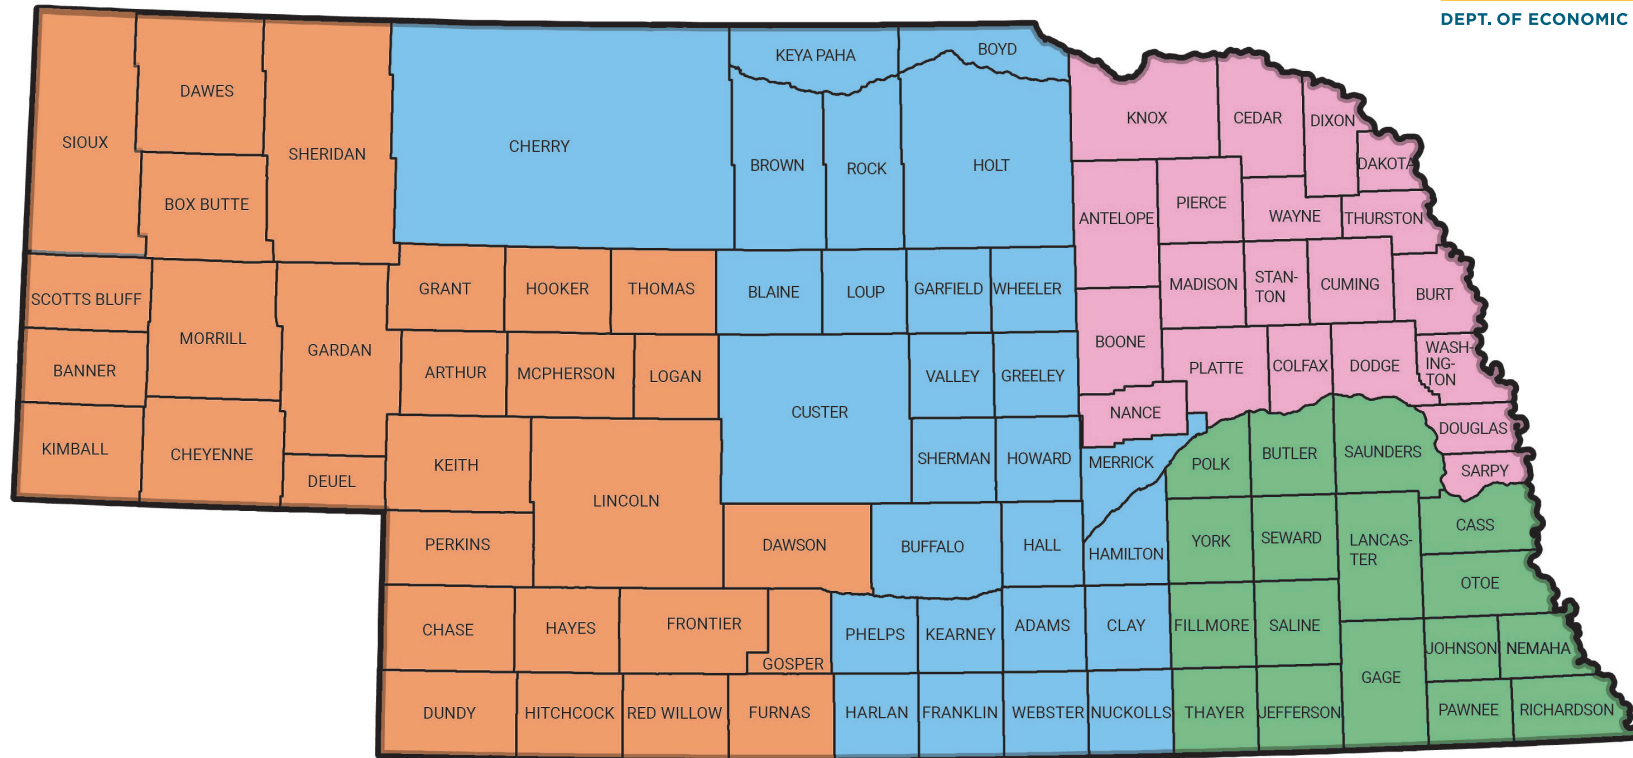 DEPT. OF ECONOMIC
KEYA PAHA
BOYD
DAWES
SIOUX
SHERIDAN
BOX BUTTE
CHERRY
BROWN
ROCK
HOLT
KNOX
CEDAR
DIXON
DAKOTA
ANTELOPE
PIERCE
WAYNE
THURSTON
SCOTTS BLUFF
MORRILL
GARDAN
BANNER
KIMBALL
CHEYENNE
DEUEL
GRANT
HOOKER
THOMAS
BLAINE
LOUP
GARFIELD
WHEELER
MADISON
STAN-
TON
CUMING
BURT
ARTHUR
MCPHERSON
LOGAN
CUSTER
VALLEY
GREELEY
BOONE
PLATTE
COLFAX
DODGE
WASH-
ING-
TON
NANCE
DOUGLAS
SARPY
KEITH
LINCOLN
SHERMAN
HOWARD
MERRICK
POLK
BUTLER
SAUNDERS
PERKINS
DAWSON
BUFFALO
HALL
HAMILTON
YORK
SEWARD
LANCAS-
TER
CASS
OTOE
CHASE
HAYES
FRONTIER
GOSPER
PHELPS
KEARNEY
ADAMS
CLAY
FILLMORE
SALINE
GAGE
JOHNSON
NEMAHA
DUNDY
HITCHCOCK
RED WILLOW
FURNAS
HARLAN
FRANKLIN
WEBSTER
NUCKOLLS
THAYER
JEFFERSON
PAWNEE
RICHARDSON